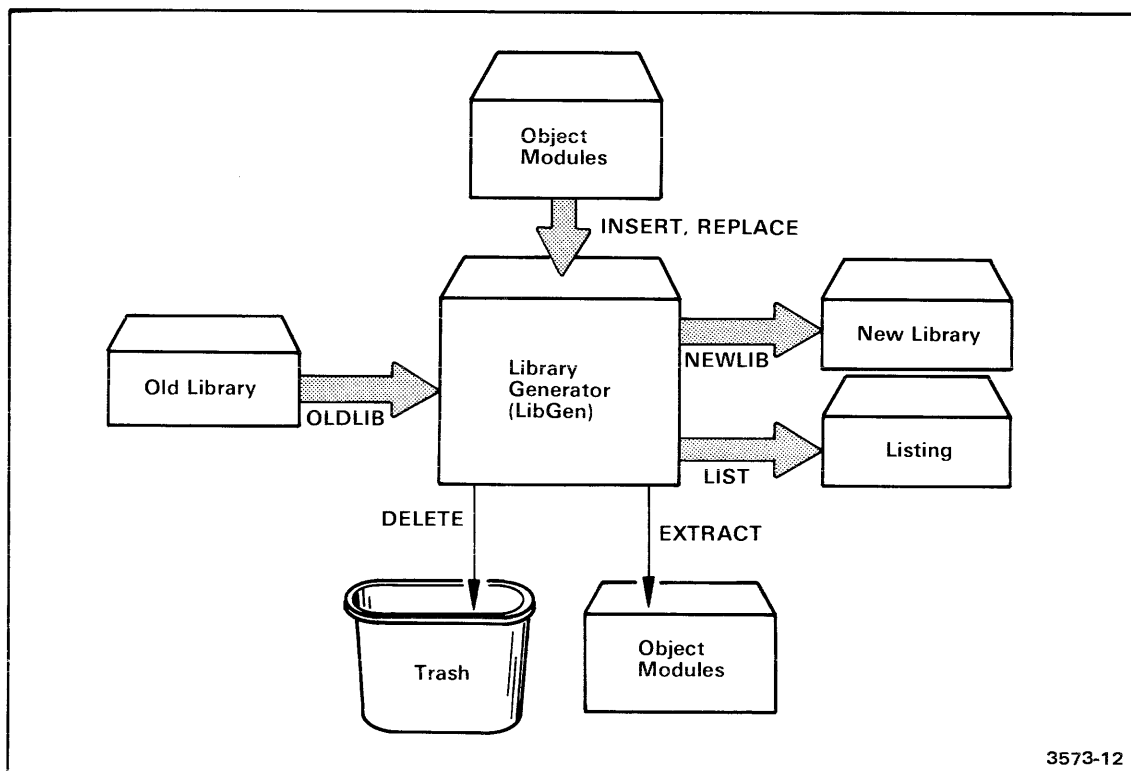 Object
Modules
INSERT, REPLACE
Old Library
OLDLIB
Library
Generator
(LibGen)
NEWLIB
New Library
LIST
Listing
DELETE
EXTRACT
Trash
Object
Modules
3573-12